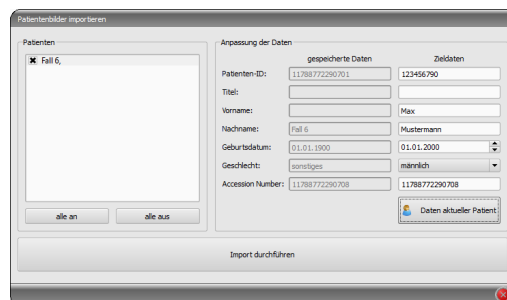 Patientenbilder importieren
Patienten
Fall 6,
alle an
alle aus
Anpassung der Daten
gespeicherte Daten Zieldaten
Patienten-ID: 11788772290701 123456790
Titel:
Vorname: Max
Nachname: Fall 6 Mustermann
Geburtsdatum: 01.01.1900 01.01.2000
Geschlecht: sonstiges männlich
Accession Number: 11788772290708 11788772290708
Daten aktueller Patient
Import durchführen